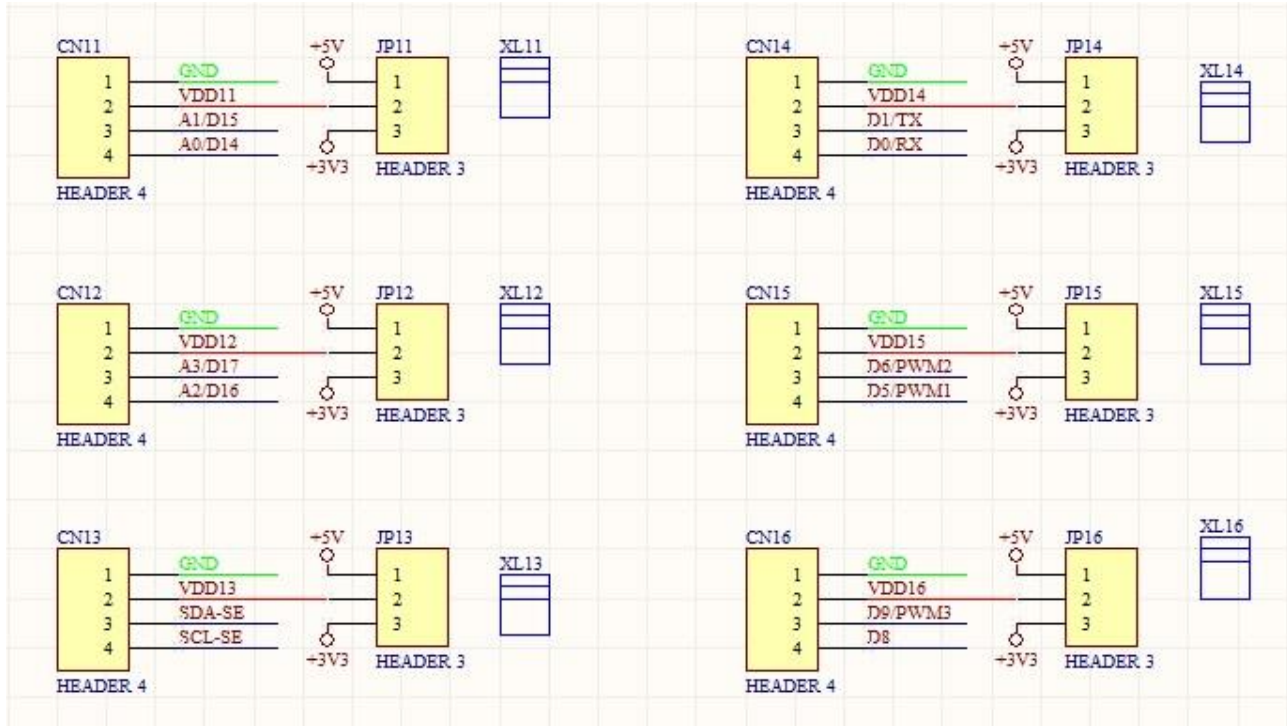 CN11
1
2
3
4
GND
VDD11
A1/D15
A0/D14
HEADER 4
+5V
+3V3
JP11
1
2
3
HEADER 3
XL11
CN14
1
2
3
4
GND
VDD14
D1/TX
D0/RX
HEADER 4
+5V
+3V3
JP14
1
2
3
HEADER 3
XL14
CN12
1
2
3
4
GND
VDD12
A3/D17
A2/D16
HEADER 4
+5V
+3V3
JP12
1
2
3
HEADER 3
XL12
CN15
1
2
3
4
GND
VDD15
D6/PWM2
D5/PWM1
HEADER 4
+5V
+3V3
JP15
1
2
3
HEADER 3
XL15
CN13
1
2
3
4
GND
VDD13
SDA-SE
SCL-SE
HEADER 4
+5V
+3V3
JP13
1
2
3
HEADER 3
XL13
CN16
1
2
3
4
GND
VDD16
D9/PWM3
D8
HEADER 4
+5V
+3V3
JP16
1
2
3
HEADER 3
XL16